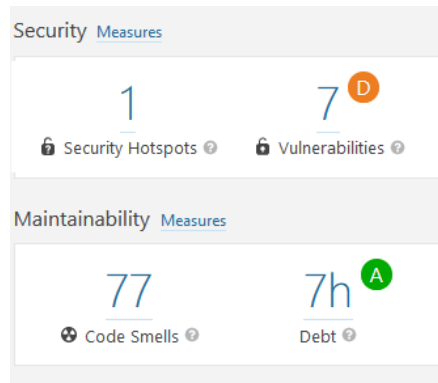 Security Measures
1 7 D
Security Hotspots ? Vulnerabilities ?
Maintainability Measures
77 7h A
Code Smells ? Debt ?